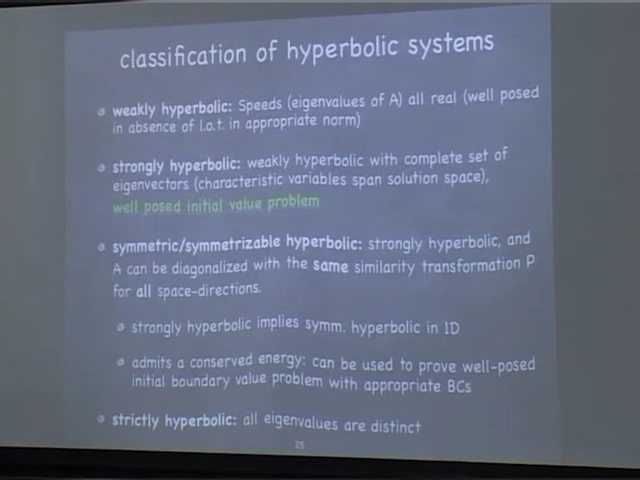 classification of hyperbolic systems
weakly hyperbolic: Speeds (eigenvalues of A) all real (well posed
in absence of l.o.t. in appropriate norm)
strongly hyperbolic: weakly hyperbolic with complete set of
eigenvectors (characteristic variables span solution space),
well posed initial value problem
symmetric/symmetrizable hyperbolic: strongly hyperbolic, and
A can be diagonalized with the same similarity transformation P
for all space-directions.
strongly hyperbolic implies symm. hyperbolic in 1D
admits a conserved energy: can be used to prove well-posed
initial boundary value problem with appropriate BCs
strictly hyperbolic: all eigenvalues are distinct
25